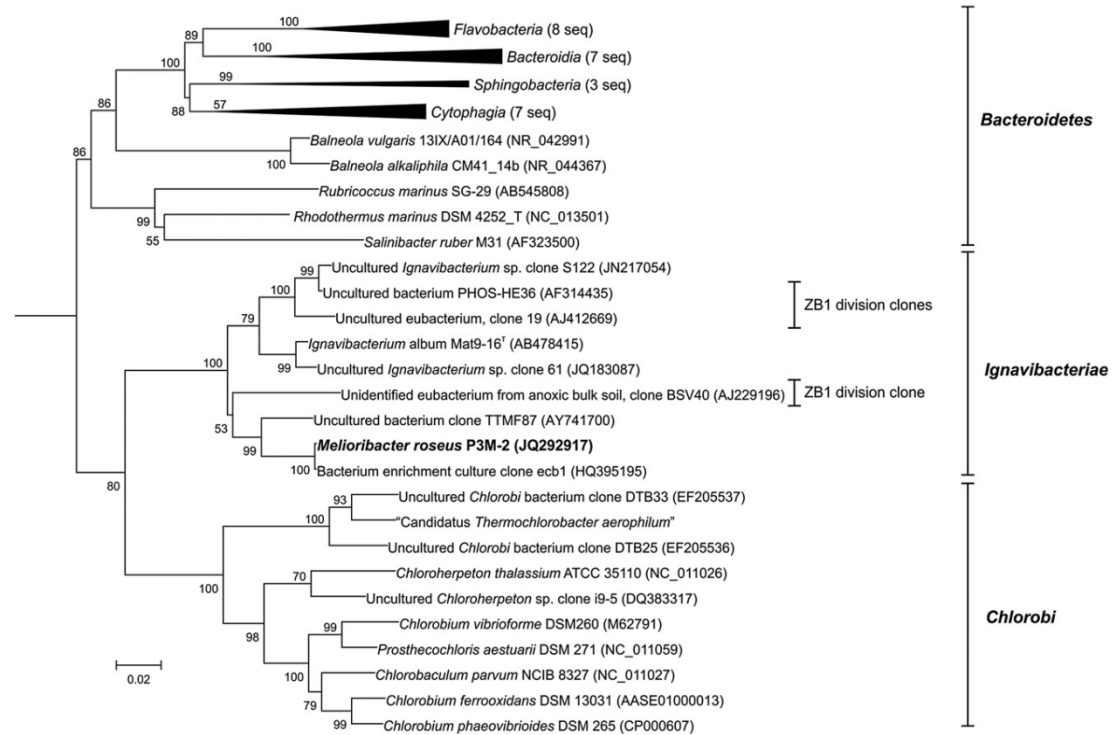 100
Flavobacteria (8 seq)
89
100
Bacteroidia (7 seq)
100
99
Sphingobacteria (3 seq)
86
88
57
Cytophagia (7 seq)
Bacteroidetes
Balneola vulgaris 13IX/A01/164 (NR_042991)
86
100
Balneola alkaliphila CM41_14b (NR_044367)
Rubricoccus marinus SG-29 (AB545808)
99
Rhodothermus marinus DSM 4252_T (NC_013501)
55
Salinibacter ruber M31 (AF323500)
99
Uncultured Ignavibacterium sp. clone S122 (JN217054)
100
Uncultured bacterium PHOS-HE36 (AF314435)
ZB1 division clones
79
Uncultured eubacterium, clone 19 (AJ412669)
Ignavibacterium album Mat9-16T (AB478415)
100
99
Uncultured Ignavibacterium sp. clone 61 (JQ183087)
Ignavibacteriae
Unidentified eubacterium from anoxic bulk soil, clone BSV40 (AJ229196)
ZB1 division clone
53
Uncultured bacterium clone TTMF87 (AY741700)
99
Melioribacter roseus P3M-2 (JQ292917)
100
Bacterium enrichment culture clone ecb1 (HQ395195)
80
93
Uncultured Chlorobi bacterium clone DTB33 (EF205537)
100
"Candidatus Thermochlorobacter aerophilum"
Uncultured Chlorobi bacterium clone DTB25 (EF205536)
100
70
Chloroherpeton thalassium ATCC 35110 (NC_011026)
Uncultured Chloroherpeton sp. clone i9-5 (DQ383317)
98
Chlorobi
99
Chlorobium vibrioforme DSM260 (M62791)
Prosthecochloris aestuarii DSM 271 (NC_011059)
100
Chlorobaculum parvum NCIB 8327 (NC_011027)
79
Chlorobium ferrooxidans DSM 13031 (AASE01000013)
99
Chlorobium phaeovibrioides DSM 265 (CP000607)
0.02